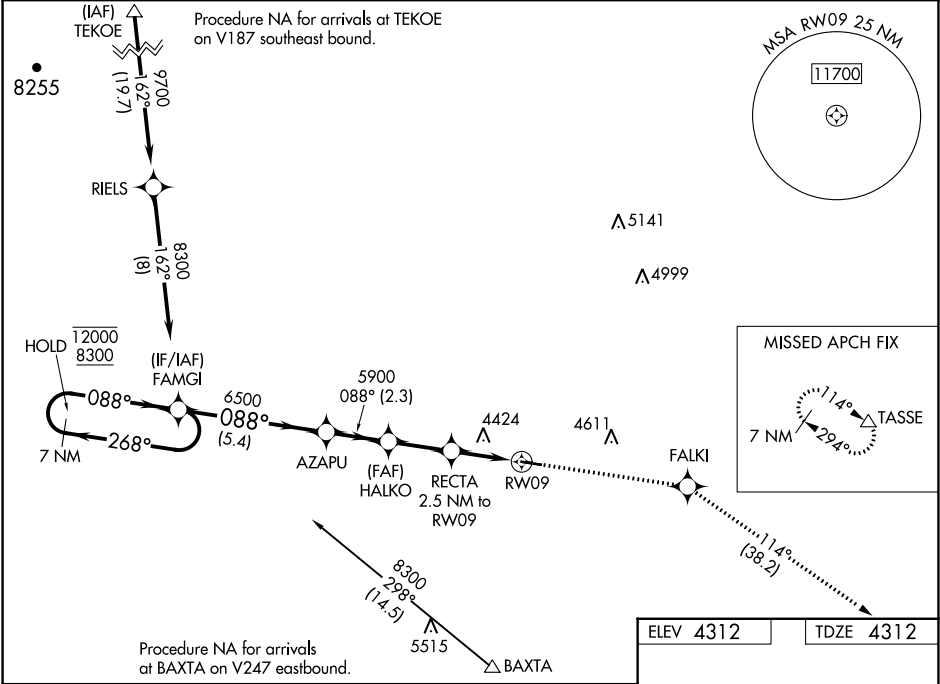 (IAF)
TEKOE
Procedure NA for arrivals at TEKOE
on V187 southeast bound.
MSA RW09 25 NM
11700
8255
9700
162°
(19.7)
RIELS
8300
162°
(8)
5141
4999
HOLD
12000
8300
(IF/IAF)
FAMGI
088°
268°
7 NM
6500
088°
(5.4)
AZAPU
5900
088° (2.3)
(FAF)
HALKO
RECTA
2.5 NM to
RW09
4424
4611
RW09
FALKI
114°
(38.2)
MISSED APCH FIX
114°
TASSE
7 NM
294°
8300
298°
(14.5)
5515
BAXTA
Procedure NA for arrivals
at BAXTA on V247 eastbound.
ELEV 4312
TDZE 4312